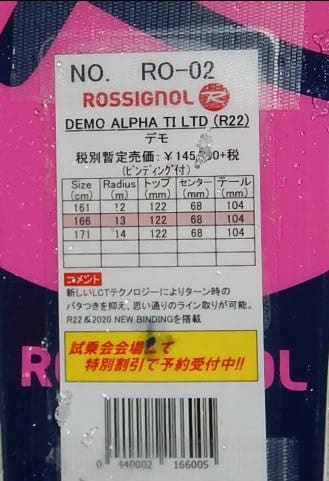 NO. RO-02
ROSSIGNOL R
DEMO ALPHA TI LTD (R22)
デモ
税別暫定売価：￥145, 00+税
(ビンディング付)
Size (cm) Radius (m) トップ (mm) センター (mm) テール (mm)
161 12 122 68 104
166 13 122 68 104
171 14 122 68 104
コメント
新しいLCTテクノロジーによりターン時の
バタつきを抑え、思い通りのライン取りが可能。
R22＆2020 NEW BINDINGを搭載
試乗会会場 て
特別割引で予約受付中!!
RO NOL
0 440002 166005